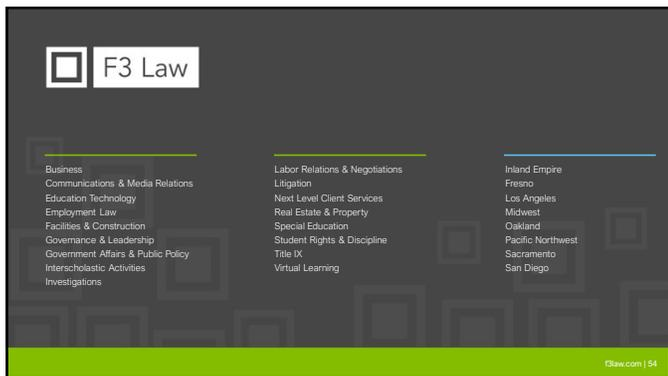 F3 Law
Business
Communications & Media Relations
Education Technology
Employment Law
Facilities & Construction
Governance & Leadership
Government Affairs & Public Policy
Interscholastic Activities
Investigations
Labor Relations & Negotiations
Litigation
Next Level Client Services
Real Estate & Property
Special Education
Student Rights & Discipline
Title IX
Virtual Learning
Inland Empire
Fresno
Los Angeles
Midwest
Oakland
Pacific Northwest
Sacramento
San Diego
f3law.com | 54